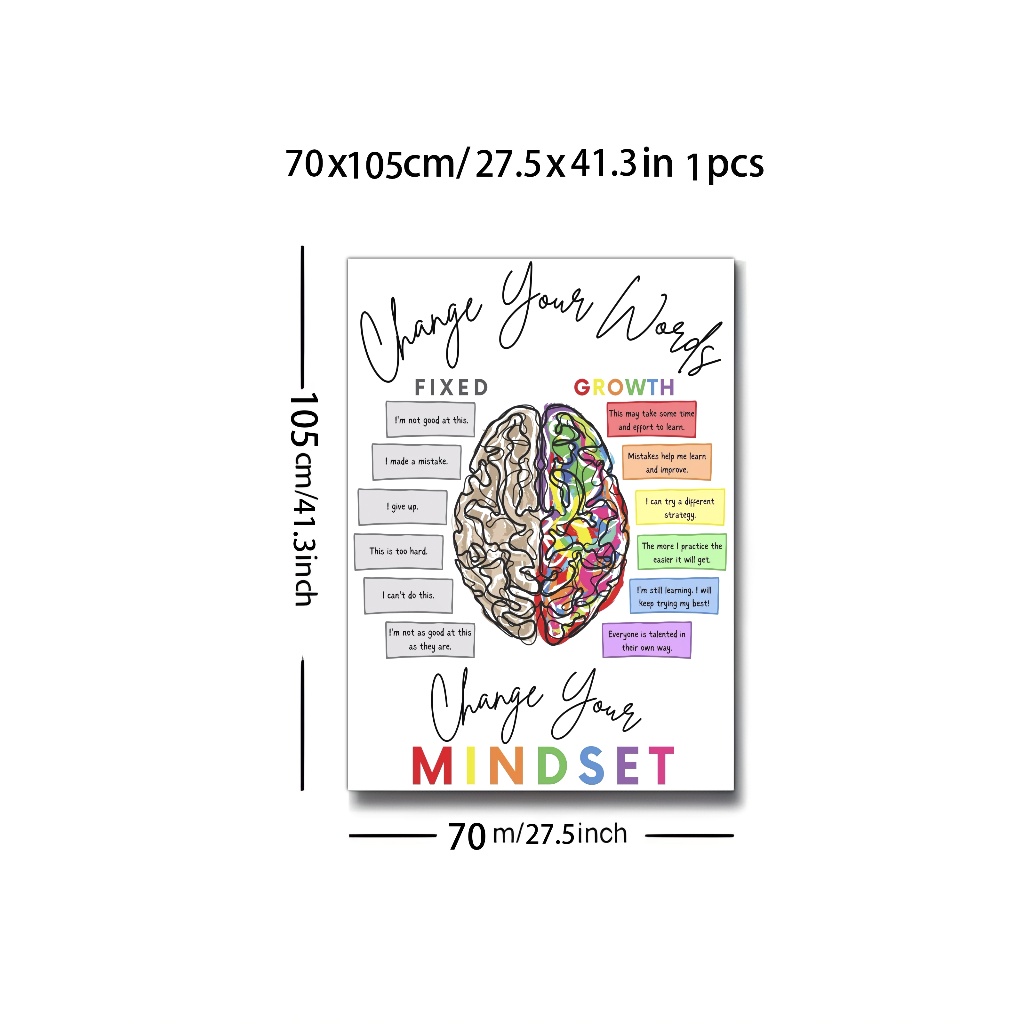 70x105cm/ 27.5x41.3in 1pcs
Change Your Words
FIXED
GROWTH
I'm not good at this.
This may take some time
and effort to learn.
I made a mistake.
Mistakes help me learn
and improve.
I give up.
I can try a different
strategy.
This is too hard.
The more I practice the
easier it will get.
I can't do this.
I'm still learning. I will
keep trying my best!
I'm not as good at this
as they are.
Everyone is talented in
their own way.
Change Your
MINDSET
105cm/41.3inch
70 m/27.5inch